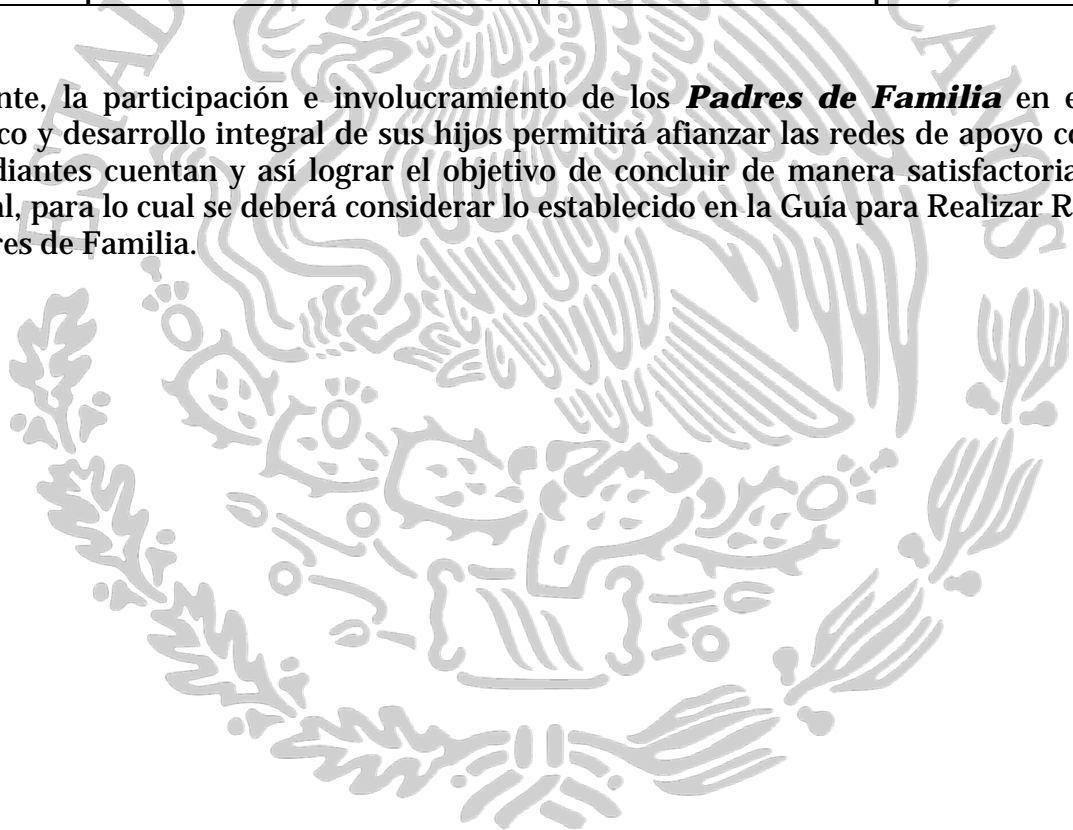 ESTAD
CANOS
nte, la participación e involucramiento de los Padres de Familia en e
co y desarrollo integral de sus hijos permitirá afianzar las redes de apoyo co
diantes cuentan y así lograr el objetivo de concluir de manera satisfactoria
al, para lo cual se deberá considerar lo establecido en la Guía para Realizar R
res de Familia.